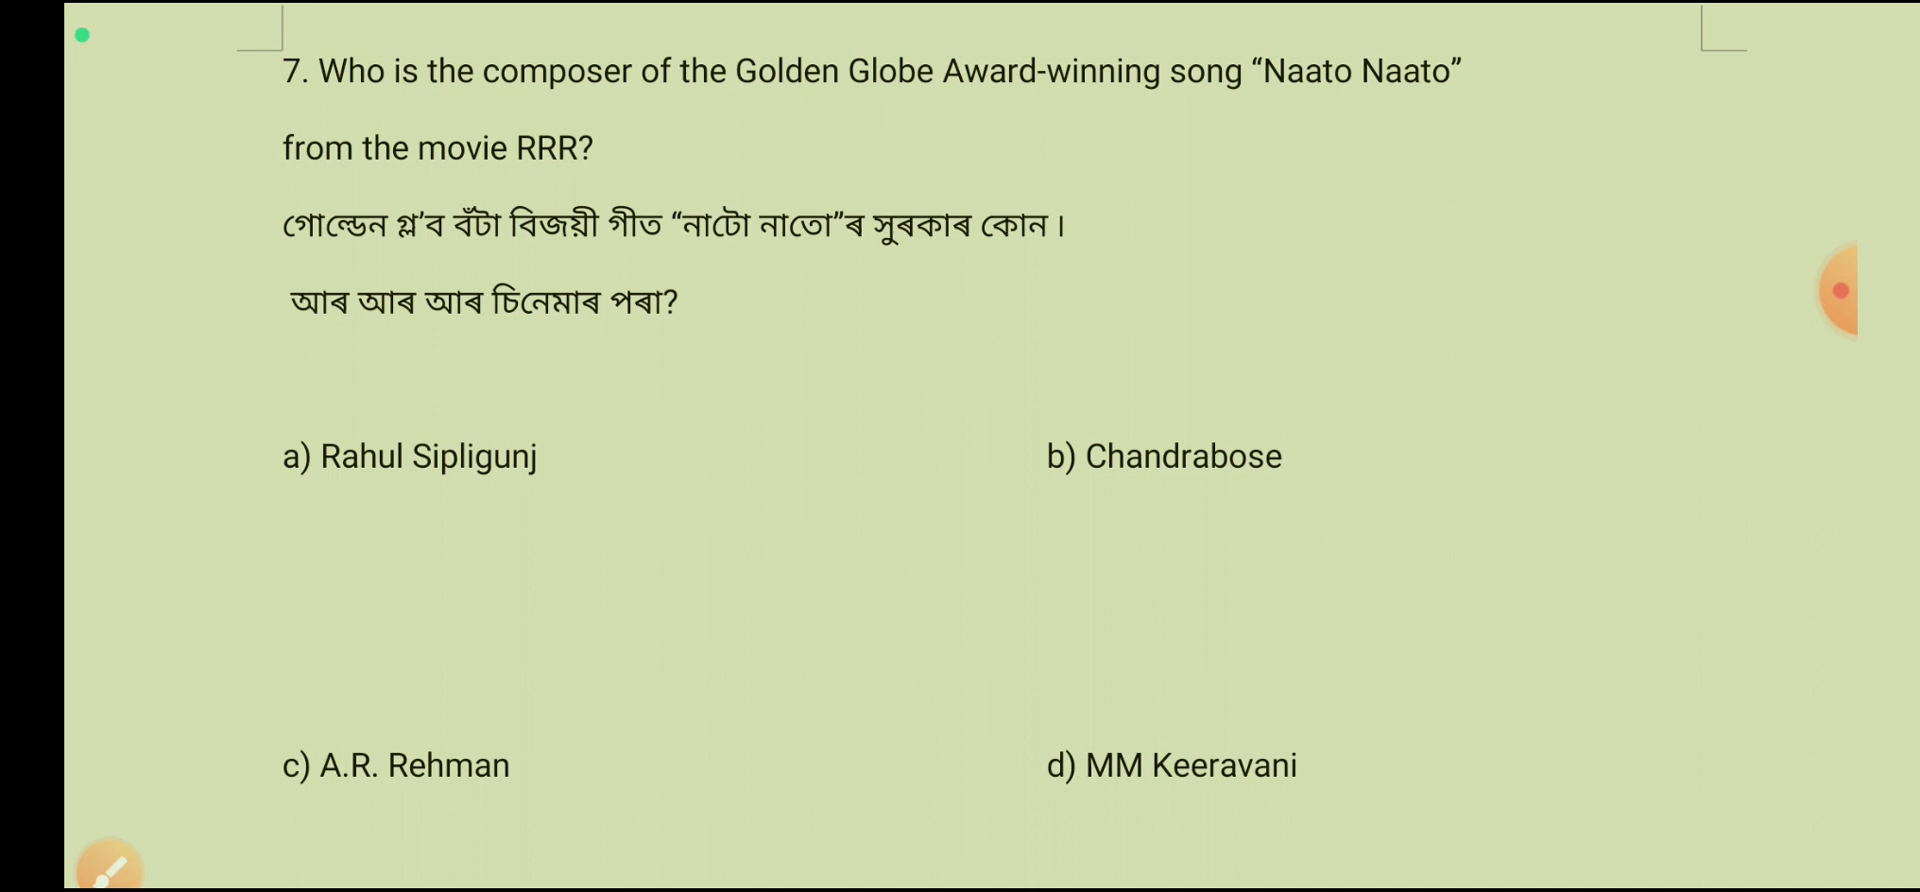 7. Who is the composer of the Golden Globe Award-winning song “Naato Naato”
from the movie RRR?
গোল্ডেন গ্ল’ব বঁটা বিজয়ী গীত “নাটো নাতো”ৰ সুৰকাৰ কোন।
আৰ আৰ আৰ চিনেমাৰ পৰা?
a) Rahul Sipligunj
b) Chandrabose
c) A.R. Rehman
d) MM Keeravani